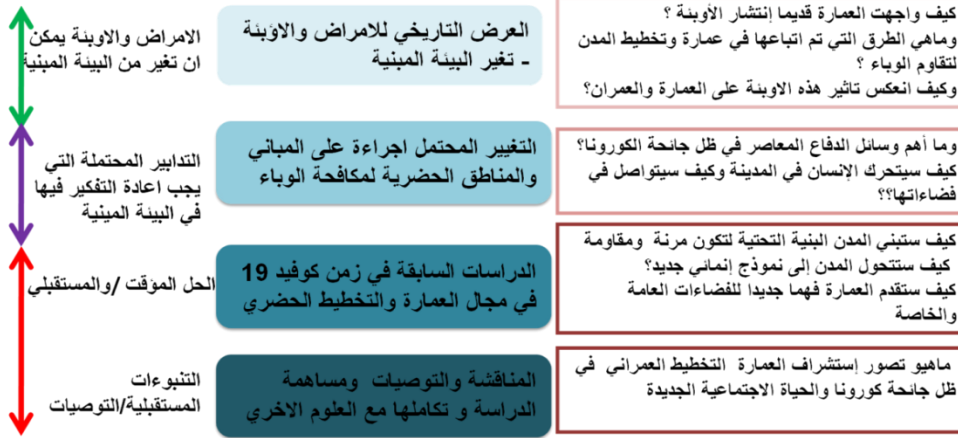 كيف واجهت العمارة قديما إنتشار الأوبئة ؟
وماهي الطرق التي تم اتباعها في عمارة وتخطيط المدن
لتقاوم الوباء ؟
وكيف انعكس تاثير هذه الاوبئة على العمارة والعمران؟
العرض التاريخي للامراض والاؤبئة
- تغير البيئة المبنية
الامراض والاوبئة يمكن
ان تغير من البيئة المبنية
وما أهم وسائل الدفاع المعاصر في ظل جائحة الكورونا؟
كيف سيتحرك الإنسان في المدينة وكيف سيتواصل في
فضاءاتها؟؟
التغيير المحتمل اجراءة على المباني
والمناطق الحضرية لمكافحة الوباء
التدابير المحتملة التي
يجب اعادة التفكير فيها
في البيئة المبنية
كيف ستبني المدن البنية التحتية لتكون مرنة ومقاومة
كيف ستتحول المدن إلى نموذج إنمائي جديد؟
كيف ستقدم العمارة فهما جديدا للفضاءات العامة
والخاصة
الدراسات السابقة في زمن كوفيد 19
في مجال العمارة والتخطيط الحضري
الحل المؤقت /والمستقبلي
ماهيو تصور إستشراف العمارة التخطيط العمراني في
ظل جائحة كورونا والحياة الاجتماعية الجديدة
المناقشة والتوصيات ومساهمة
الدراسة و تكاملها مع العلوم الاخري
التنبوءات
المستقبلية/التوصيات